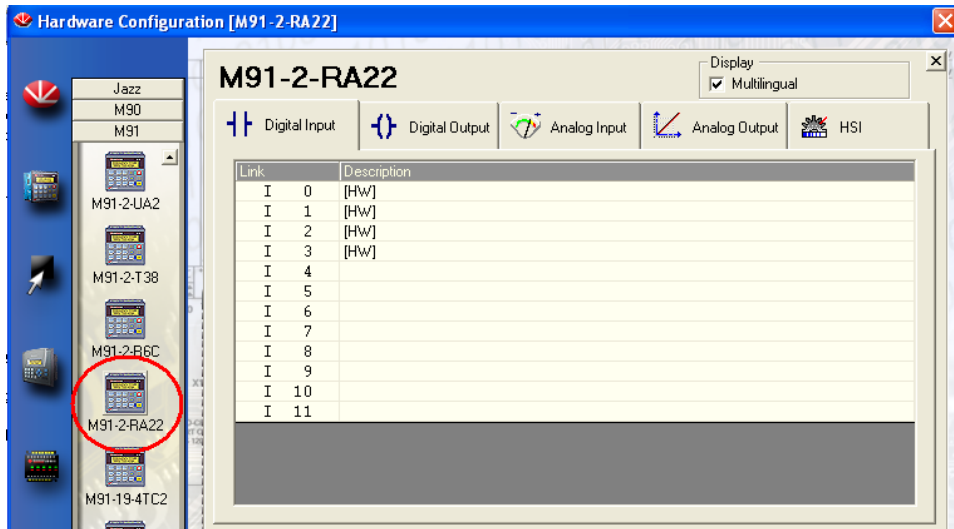 Hardware Configuration [M91-2-RA22]
Jazz
M90
M91
M91-2-UA2
M91-2-T38
M91-2-R6C
M91-2-RA22
M91-19-4TC2
M91-2-RA22
Display
Multilingual
Digital Input
Digital Output
Analog Input
Analog Output
HSI
Link Description
I 0 [HW]
I 1 [HW]
I 2 [HW]
I 3 [HW]
I 4
I 5
I 6
I 7
I 8
I 9
I 10
I 11